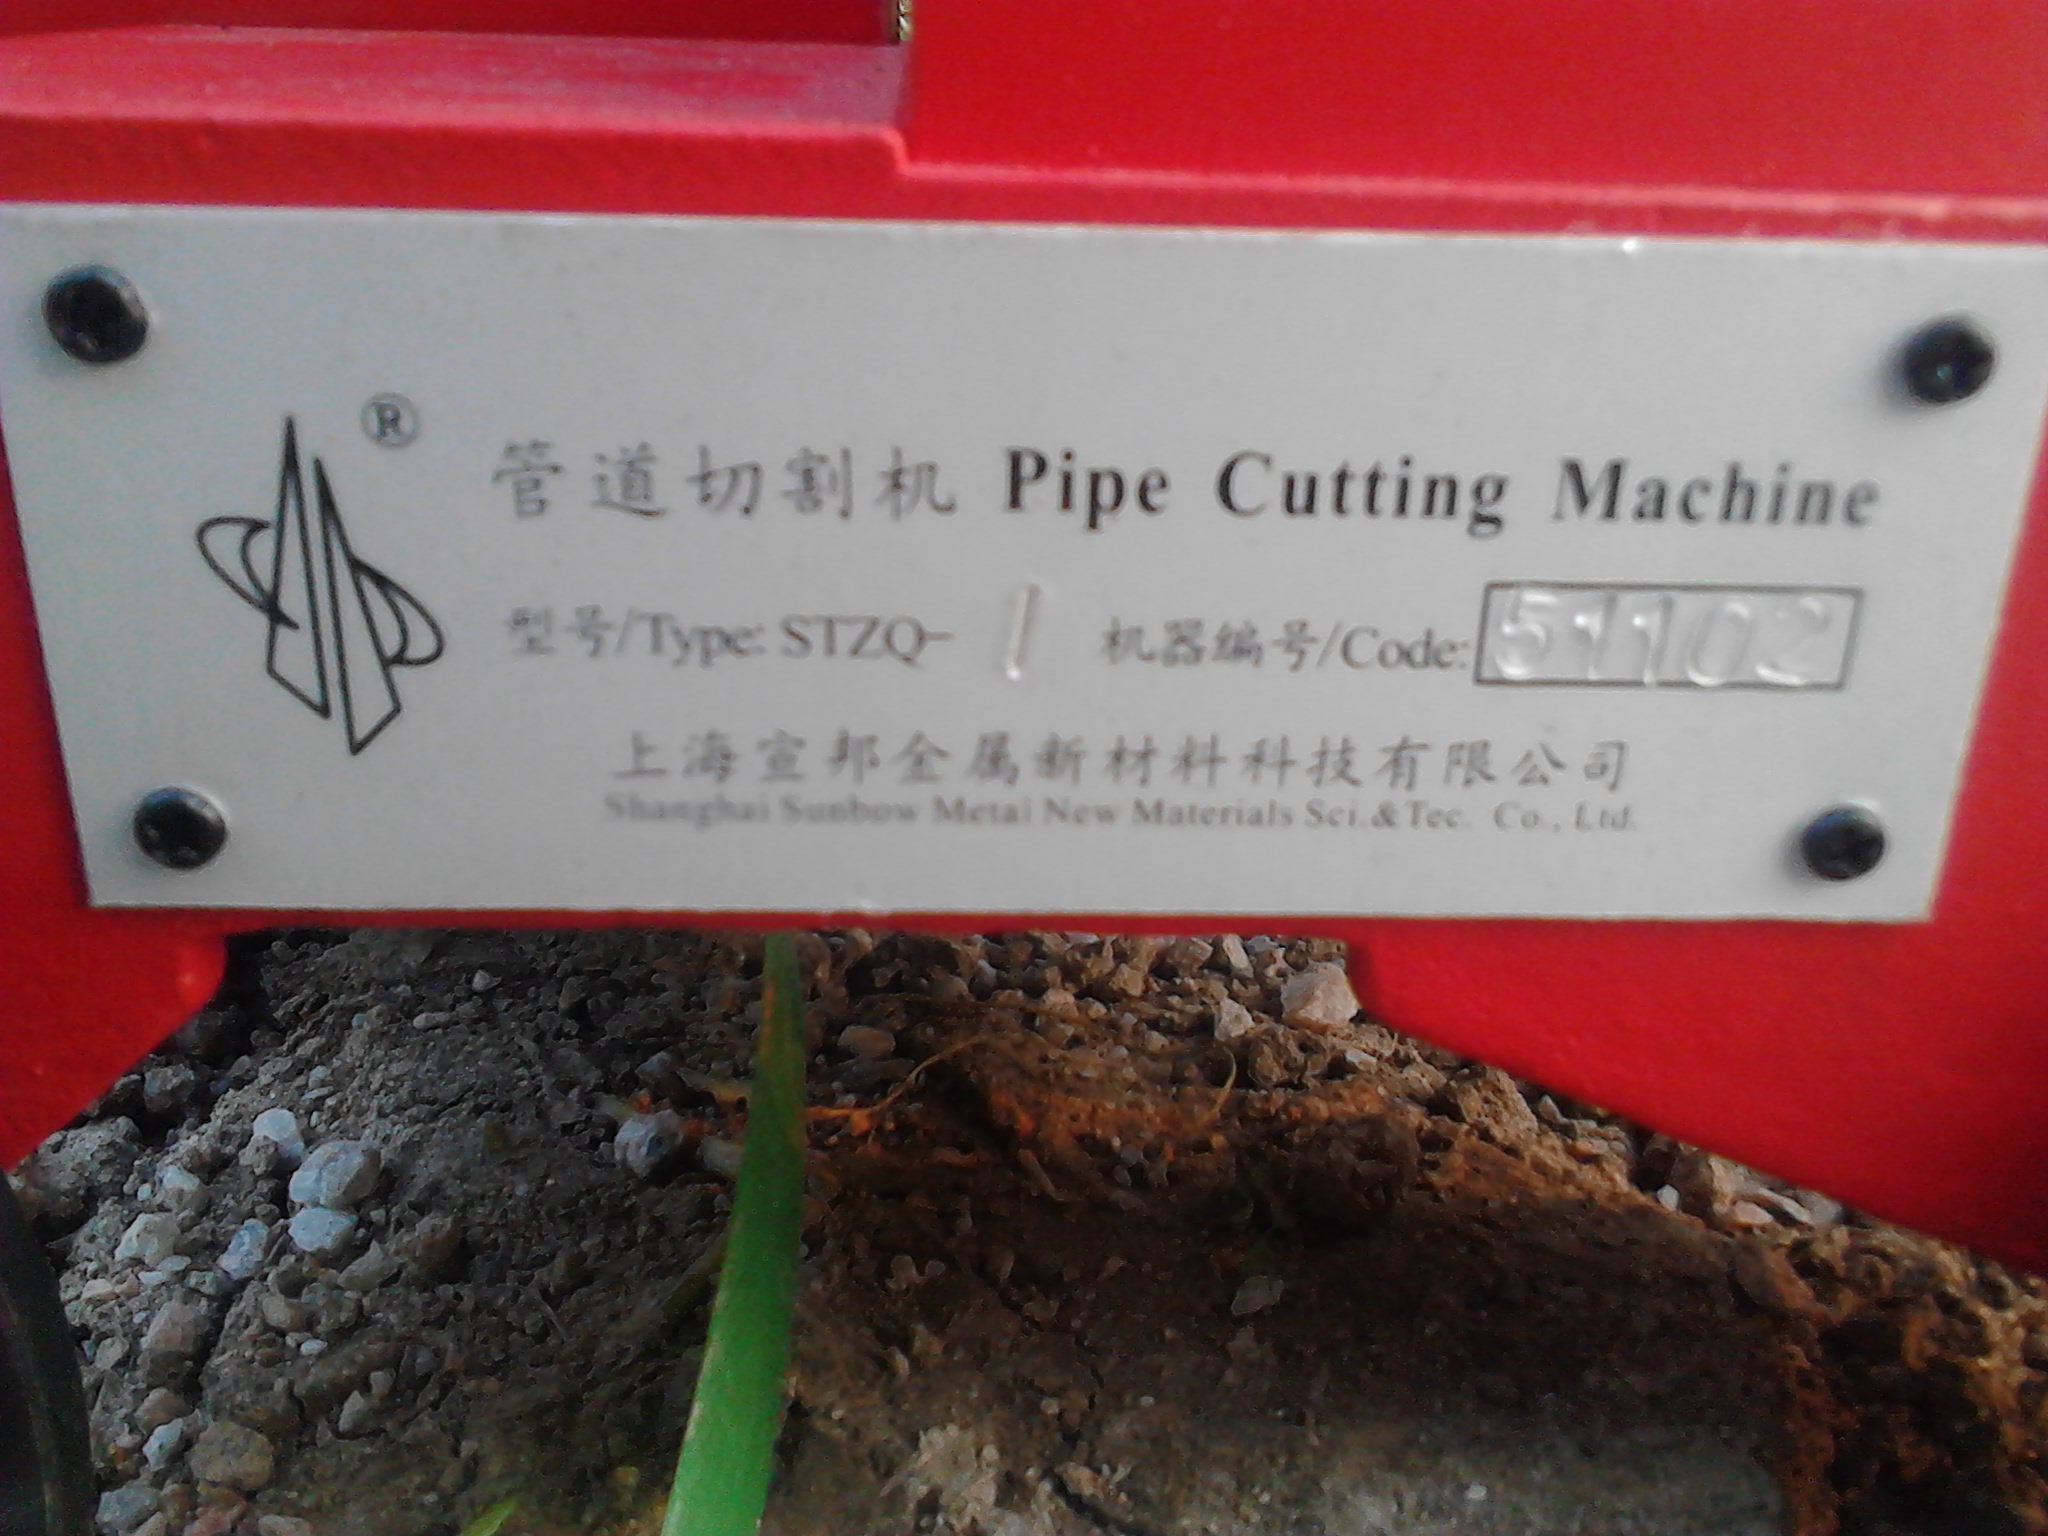 ®
管道切割机 Pipe Cutting Machine
型号/Type: STZQ- 1 机器编号/Code: 51102
上海宣邦金属新材料科技有限公司
Shanghai Sunbow Metal New Materials Sci.&Tec. Co., Ltd.